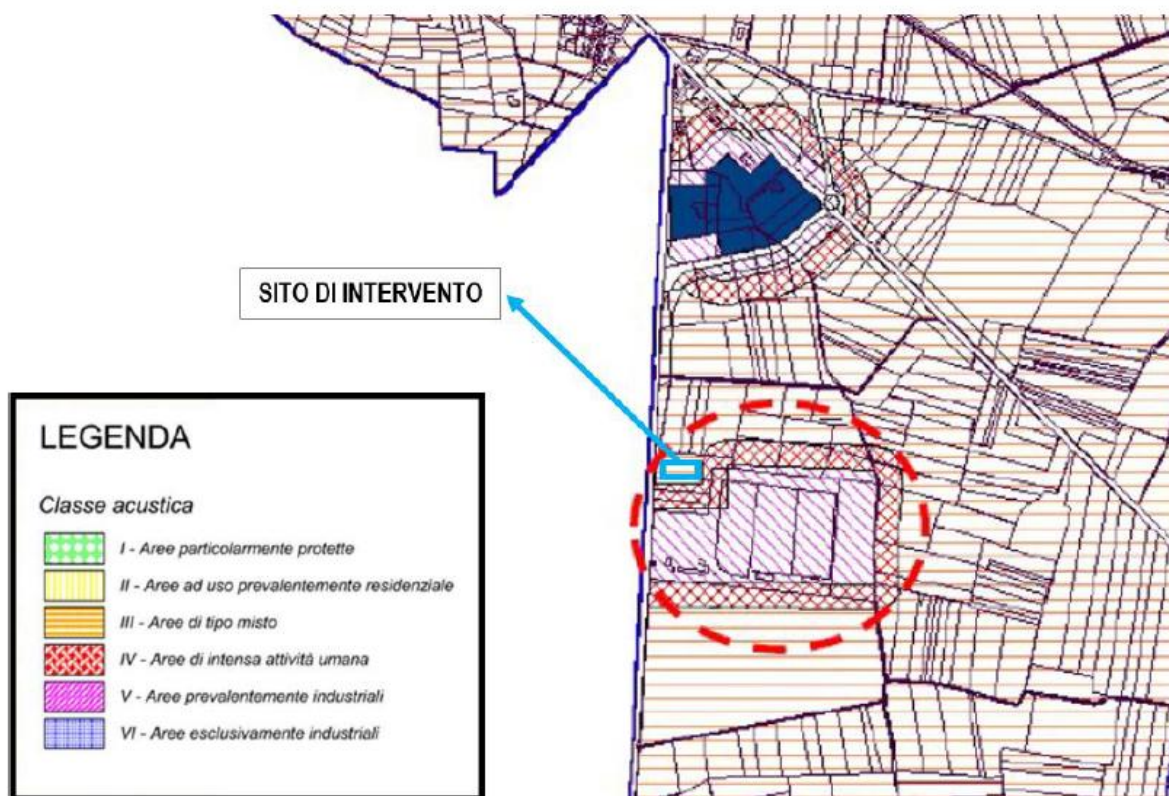 SITO DI INTERVENTO
LEGENDA
Classe acustica
I - Aree particolarmente protette
II - Aree ad uso prevalentemente residenziale
III - Aree di tipo misto
IV - Aree di intensa attività umana
V - Aree prevalentemente industriali
VI - Aree esclusivamente industriali